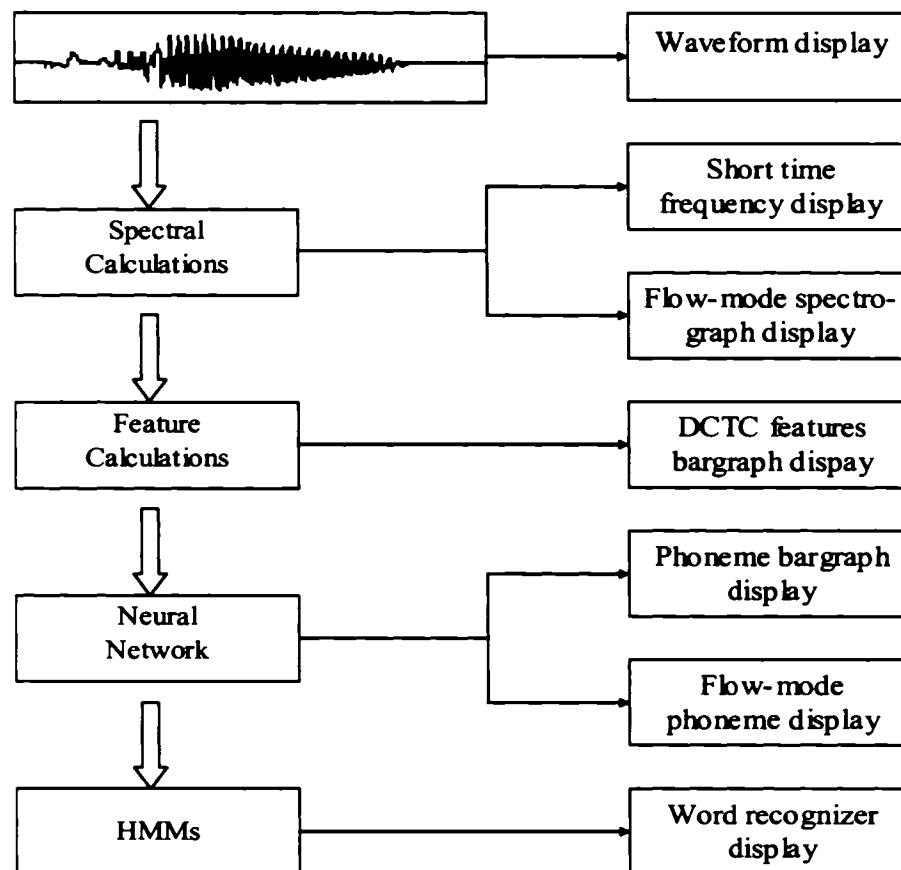 Waveform display
Short time
frequency display
Spectral
Calculations
Flow-mode spectro-
graph display
Feature
Calculations
DCTC features
bargraph dispay
Phoneme bargraph
display
Neural
Network
Flow-mode
phoneme display
HMMs
Word recognizer
display